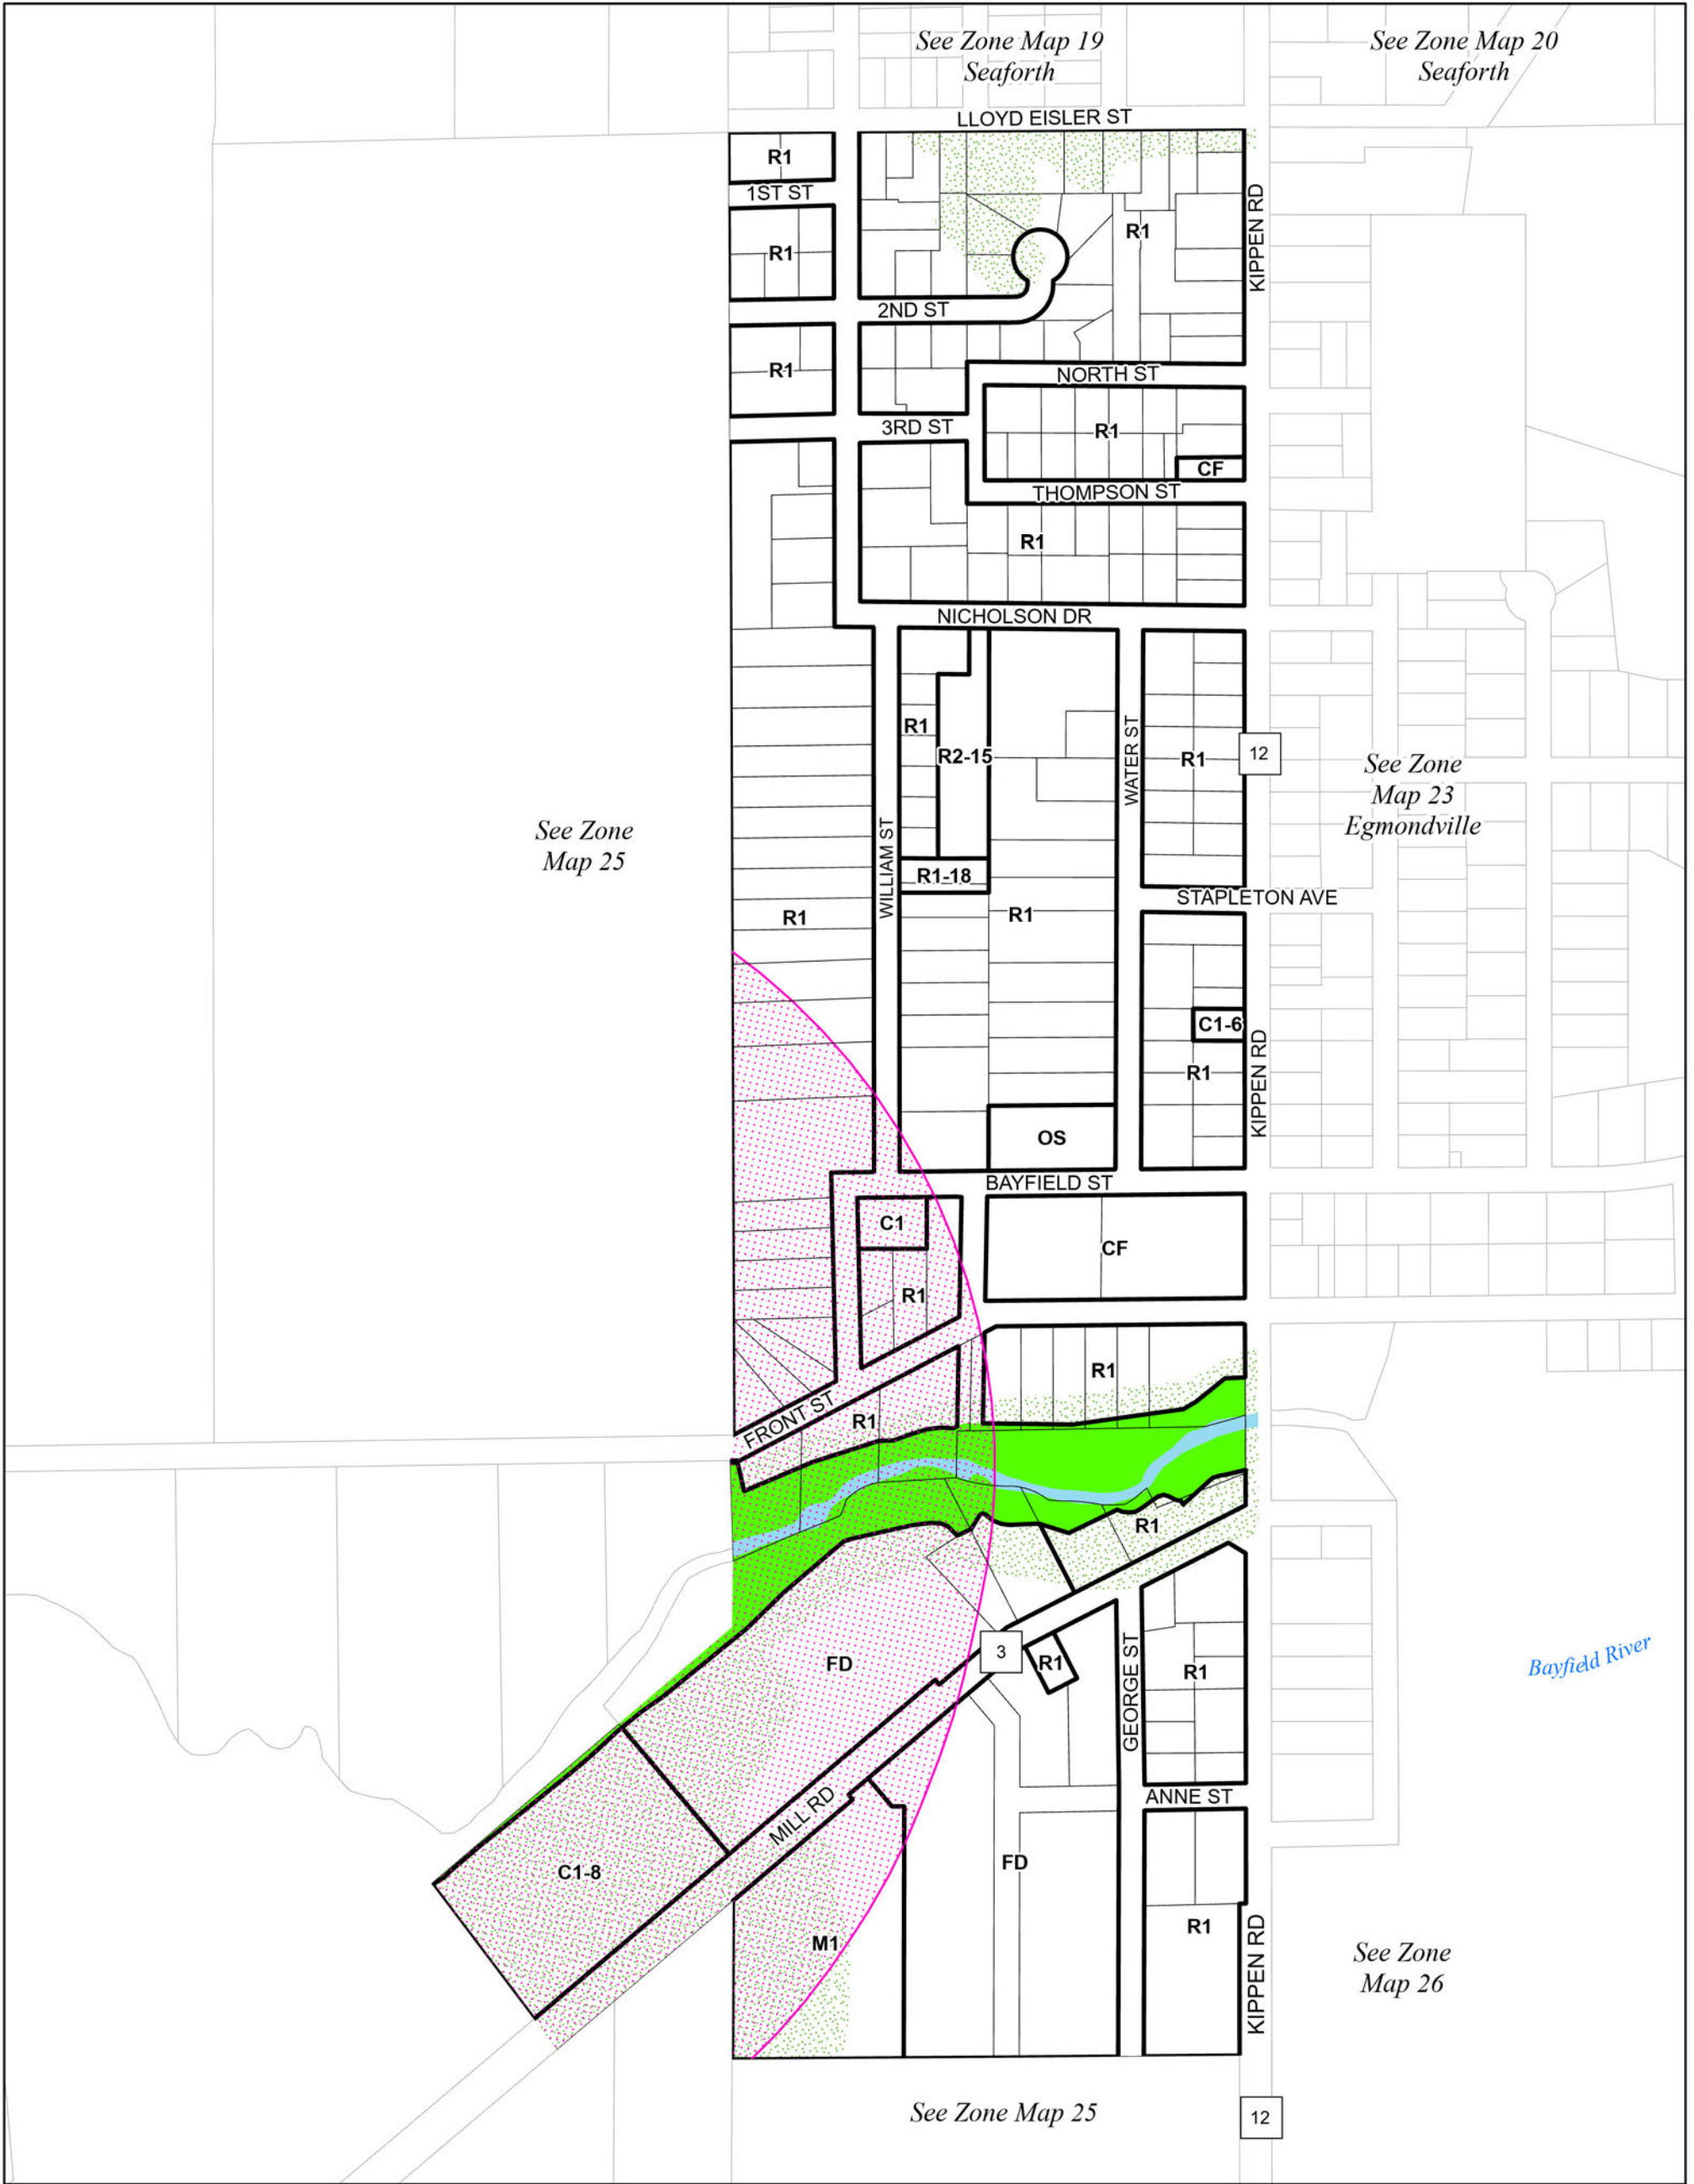 See Zone Map 19
Seaforth
See Zone Map 20
Seaforth
LLOYD EISLER ST
R1
1ST ST
KIPPEN RD
R1
R1
2ND ST
R1
NORTH ST
3RD ST
R1
CF
THOMPSON ST
R1
NICHOLSON DR
R1
WATER ST
R2-15
R1
12
See Zone
Map 23
Egmondville
See Zone
Map 25
WILLIAM ST
R1-18
STAPLETON AVE
R1
R1
C1-6
KIPPEN RD
R1
OS
BAYFIELD ST
C1
CF
R1
R1
FRONT ST
R1
R1
3
FD
R1
GEORGE ST
R1
Bayfield River
MILL RD
ANNE ST
C1-8
FD
M1
R1
KIPPEN RD
See Zone
Map 26
See Zone Map 25
12